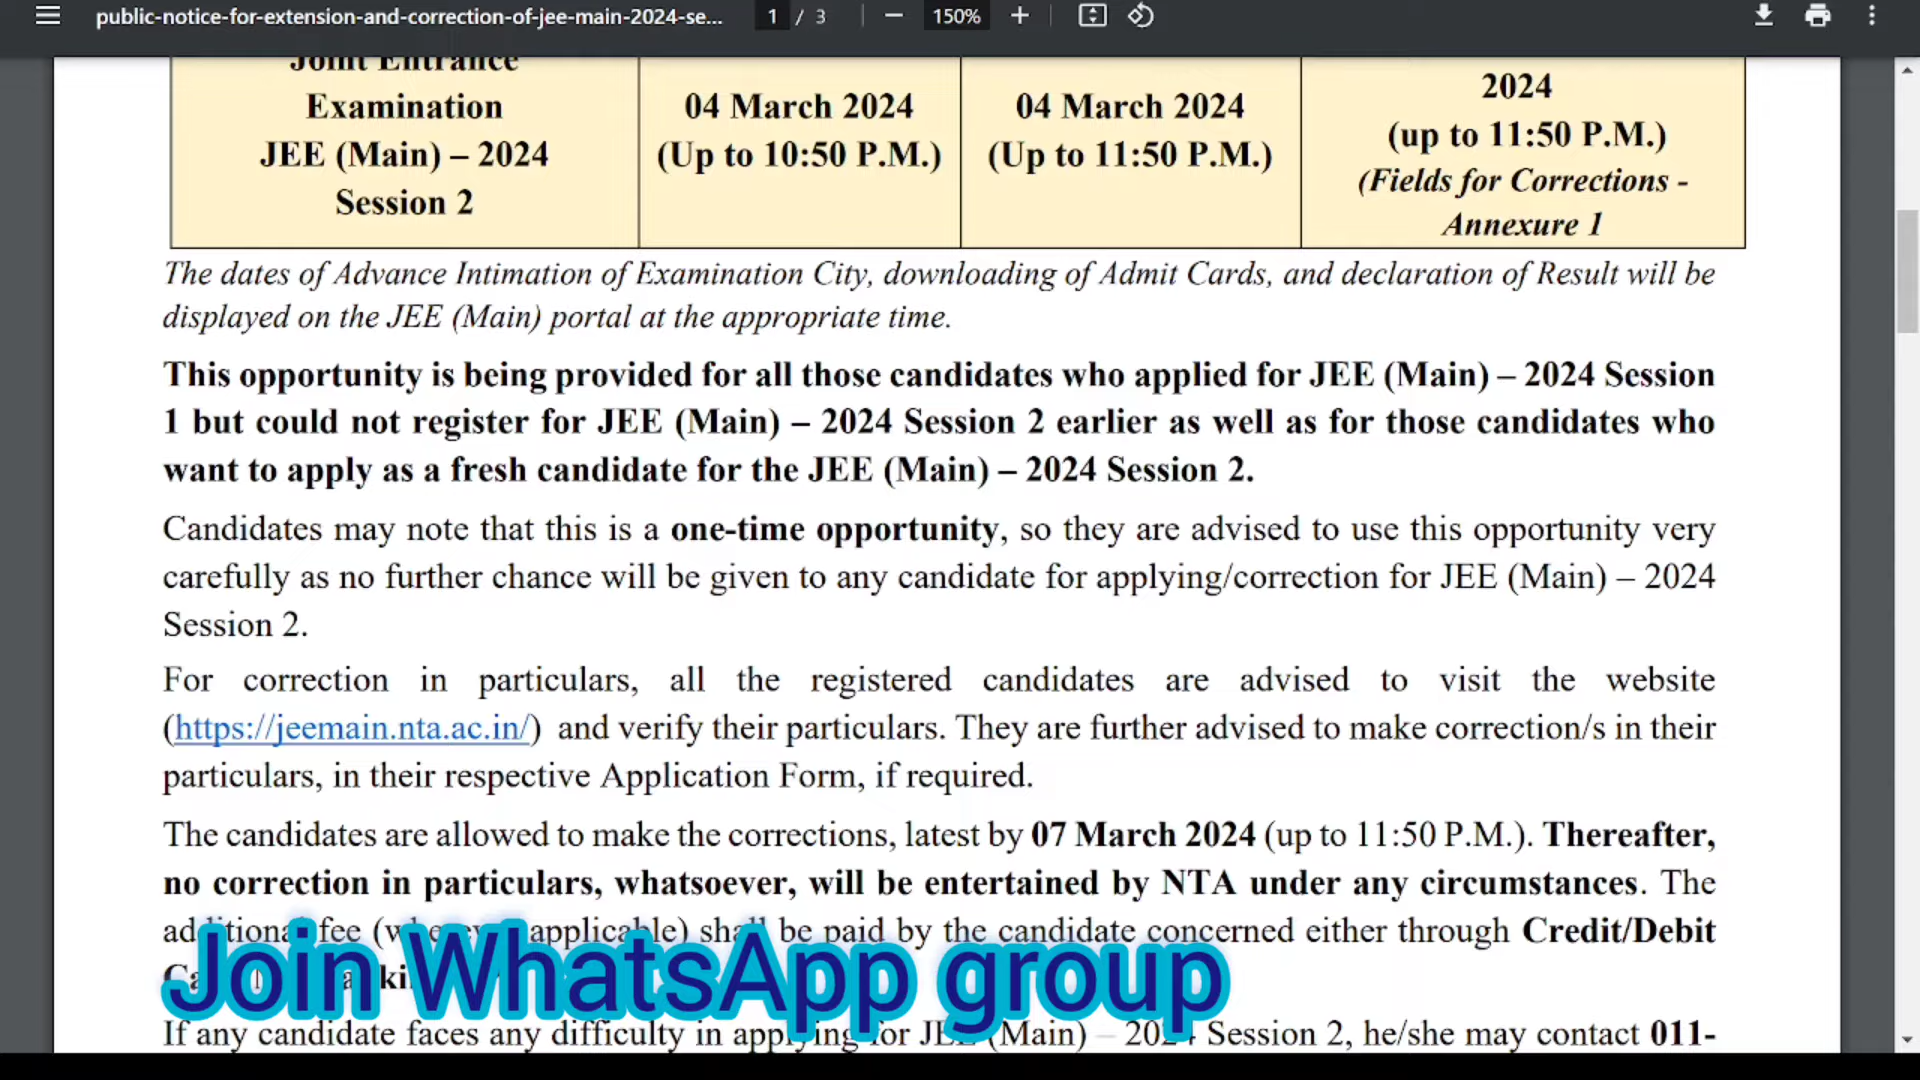 public-notice-for-extension-and-correction-of-jee-main-2024-se...
1 / 3
150%
Joint Entrance
Examination
JEE (Main) – 2024
Session 2
04 March 2024
(Up to 10:50 P.M.)
04 March 2024
(Up to 11:50 P.M.)
2024
(up to 11:50 P.M.)
(Fields for Corrections -
Annexure 1
The dates of Advance Intimation of Examination City, downloading of Admit Cards, and declaration of Result will be
displayed on the JEE (Main) portal at the appropriate time.
This opportunity is being provided for all those candidates who applied for JEE (Main) – 2024 Session
1 but could not register for JEE (Main) – 2024 Session 2 earlier as well as for those candidates who
want to apply as a fresh candidate for the JEE (Main) – 2024 Session 2.
Candidates may note that this is a one-time opportunity, so they are advised to use this opportunity very
carefully as no further chance will be given to any candidate for applying/correction for JEE (Main) – 2024
Session 2.
For correction in particulars, all the registered candidates are advised to visit the website
(https://jeemain.nta.ac.in/) and verify their particulars. They are further advised to make correction/s in their
particulars, in their respective Application Form, if required.
The candidates are allowed to make the corrections, latest by 07 March 2024 (up to 11:50 P.M.). Thereafter,
no correction in particulars, whatsoever, will be entertained by NTA under any circumstances. The
additional fee (wherever applicable) shall be paid by the candidate concerned either through Credit/Debit
Join WhatsApp group
If any candidate faces any difficulty in applying for JEE (Main) – 2024 Session 2, he/she may contact 011-